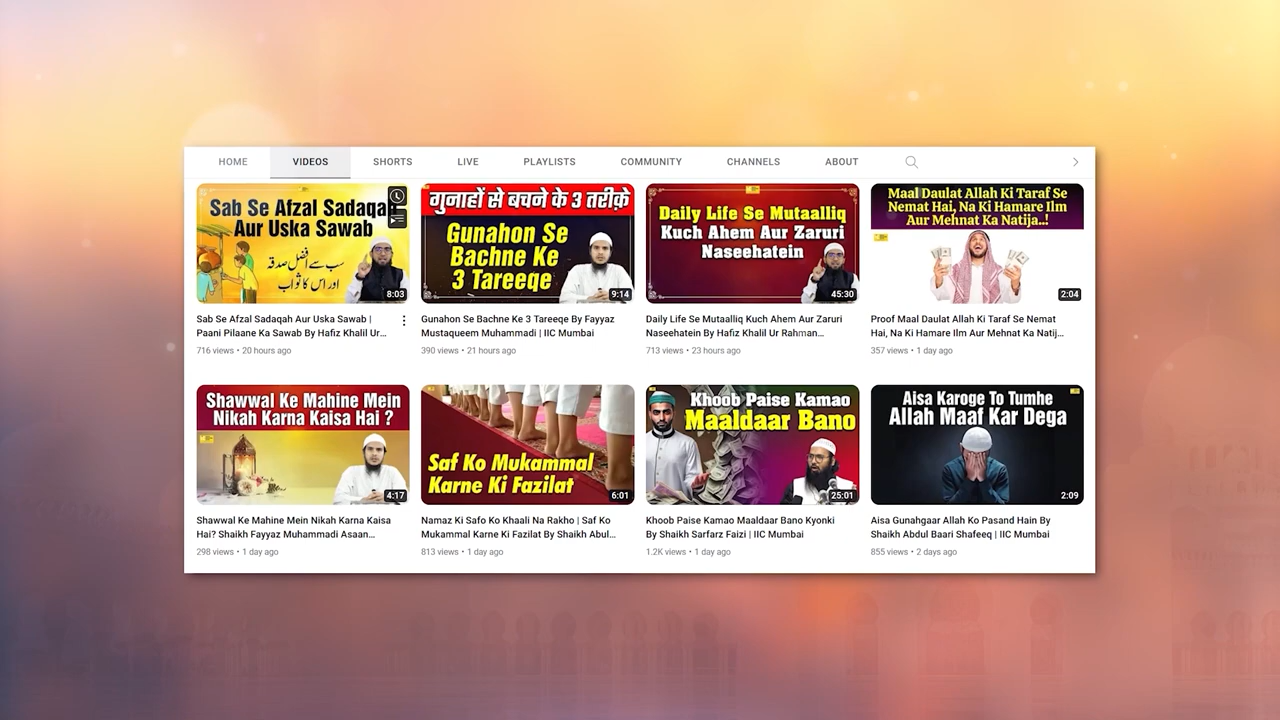 HOME VIDEOS SHORTS LIVE PLAYLISTS COMMUNITY CHANNELS ABOUT
Sab Se Afzal Sadaqah
Aur Uska Sawab
سب سے افضل صدقہ
اور اس کا ثواب
8:03
Sab Se Afzal Sadaqah Aur Uska Sawab |
Paani Pilaane Ka Sawab By Hafiz Khalil Ur...
716 views • 20 hours ago
गुनाहों से बचने के 3 तरीक़े
Gunahon Se
Bachne Ke
3 Tareeqe
9:14
Gunahon Se Bachne Ke 3 Tareeqe By Fayyaz
Mustaqueem Muhammadi | IIC Mumbai
390 views • 21 hours ago
Daily Life Se Mutaalliq
Kuch Ahem Aur Zaruri
Naseehatein
45:30
Daily Life Se Mutaalliq Kuch Ahem Aur Zaruri
Naseehatein By Hafiz Khalil Ur Rahman...
713 views • 23 hours ago
Maal Daulat Allah Ki Taraf Se
Nemat Hai, Na Ki Hamare Ilm
Aur Mehnat Ka Natija..!
2:04
Proof Maal Daulat Allah Ki Taraf Se Nemat
Hai, Na Ki Hamare Ilm Aur Mehnat Ka Natij...
357 views • 1 day ago
Shawwal Ke Mahine Mein
Nikah Karna Kaisa Hai ?
4:17
Shawwal Ke Mahine Mein Nikah Karna Kaisa
Hai? Shaikh Fayyaz Muhammadi Asaan...
298 views • 1 day ago
Saf Ko Mukammal
Karne Ki Fazilat
6:01
Namaz Ki Safo Ko Khaali Na Rakho | Saf Ko
Mukammal Karne Ki Fazilat By Shaikh Abul...
813 views • 1 day ago
Khoob Paise Kamao
Maaldaar Bano
25:01
Khoob Paise Kamao Maaldaar Bano Kyonki
By Shaikh Sarfarz Faizi | IIC Mumbai
1.2K views • 1 day ago
Aisa Karoge To Tumhe
Allah Maaf Kar Dega
2:09
Aisa Gunahgaar Allah Ko Pasand Hain By
Shaikh Abdul Baari Shafeeq | IIC Mumbai
855 views • 2 days ago